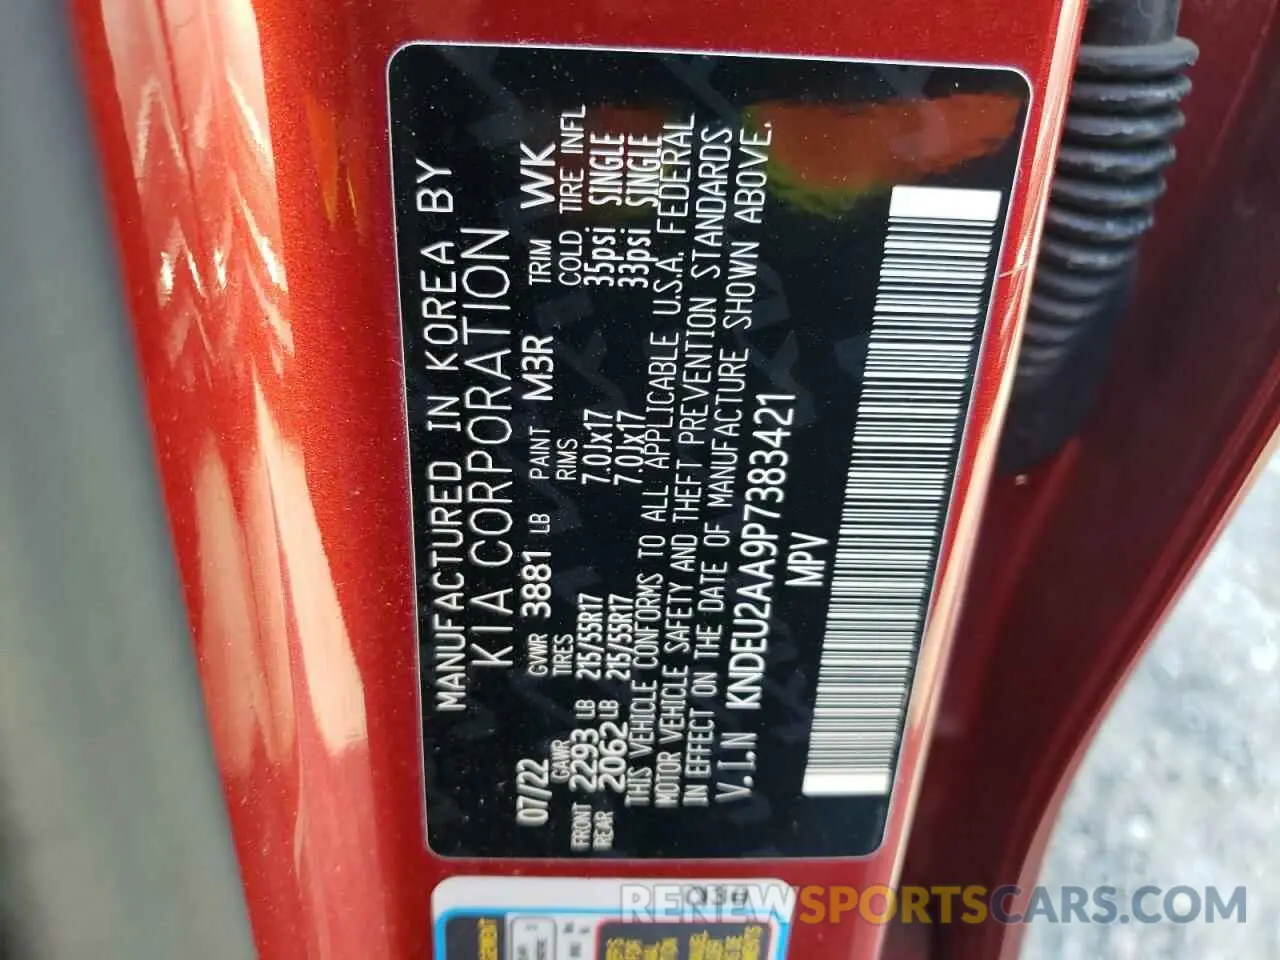 MANUFACTURED IN KOREA BY
KIA CORPORATION
07/22 GVWR 3881 LB PAINT M3R TRIM WK
GAWR TIRES RIMS COLD TIRE INFL
FRONT 2293 LB 215/55R17 7.0Jx17 35psi SINGLE
REAR 2062 LB 215/55R17 7.0Jx17 33psi SINGLE
THIS VEHICLE CONFORMS TO ALL APPLICABLE U.S.A. FEDERAL
MOTOR VEHICLE SAFETY AND THEFT PREVENTION STANDARDS
IN EFFECT ON THE DATE OF MANUFACTURE SHOWN ABOVE.
V.I.N KNDEU2AA9P7383421
MPV
RENEWSPORTSCARS.COM